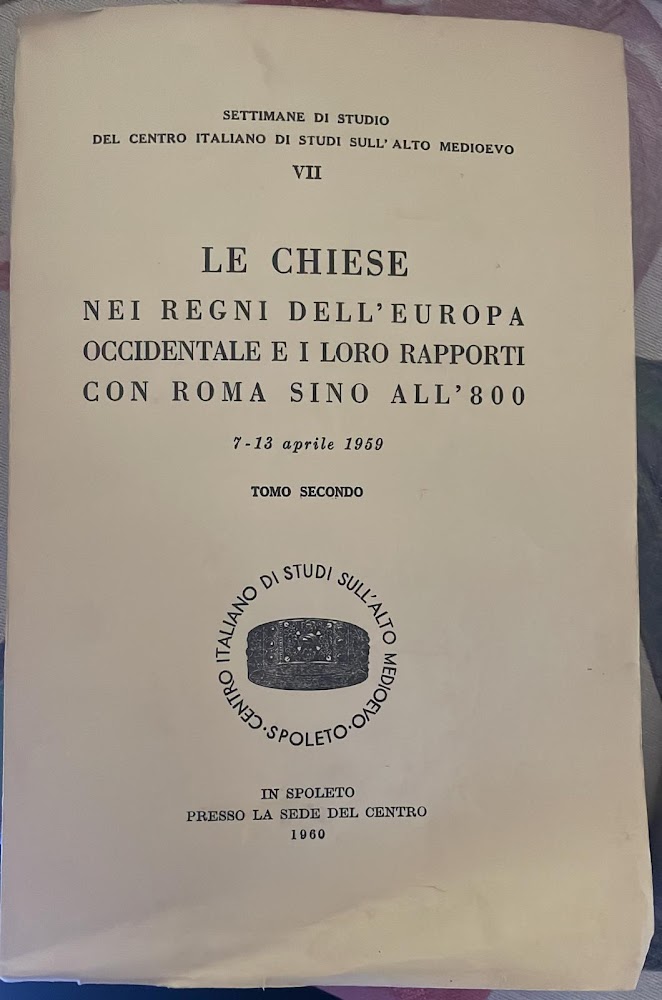 SETTIMANE DI STUDIO
DEL CENTRO ITALIANO DI STUDI SULL'ALTO MEDIOEVO
VII
LE CHIESE
NEI REGNI DELL'EUROPA
OCCIDENTALE E I LORO RAPPORTI
CON ROMA SINO ALL'800
7-13 aprile 1959
TOMO SECONDO
CENTRO ITALIANO DI STUDI SULL'ALTO MEDIOEVO · SPOLETO ·
IN SPOLETO
PRESSO LA SEDE DEL CENTRO
1960